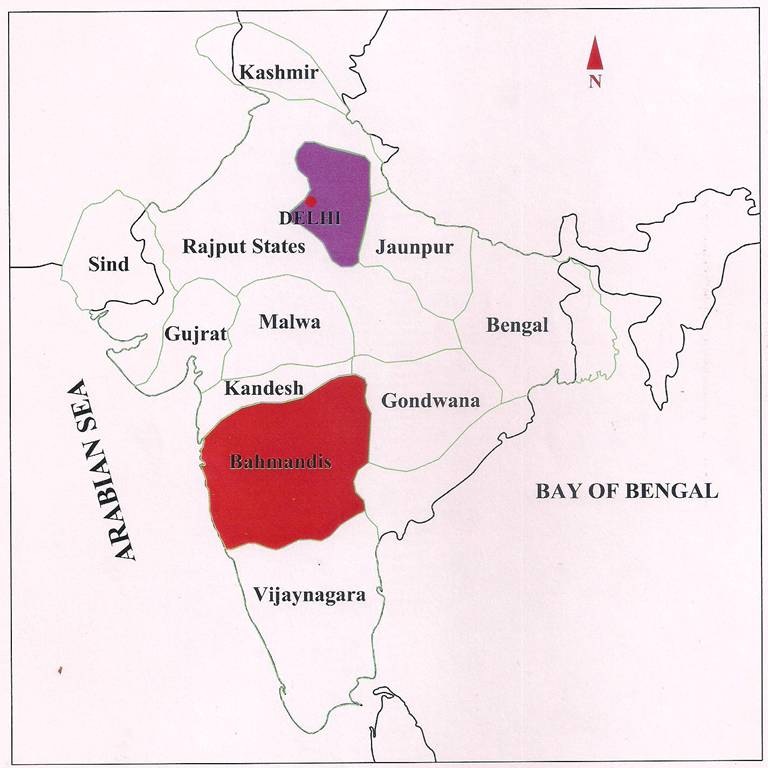 Kashmir
N
DELHI
Rajput States
Jaunpur
Sind
Gujrat
Malwa
Bengal
Kandesh
Gondwana
ARABIAN SEA
Bahmandis
BAY OF BENGAL
Vijaynagara